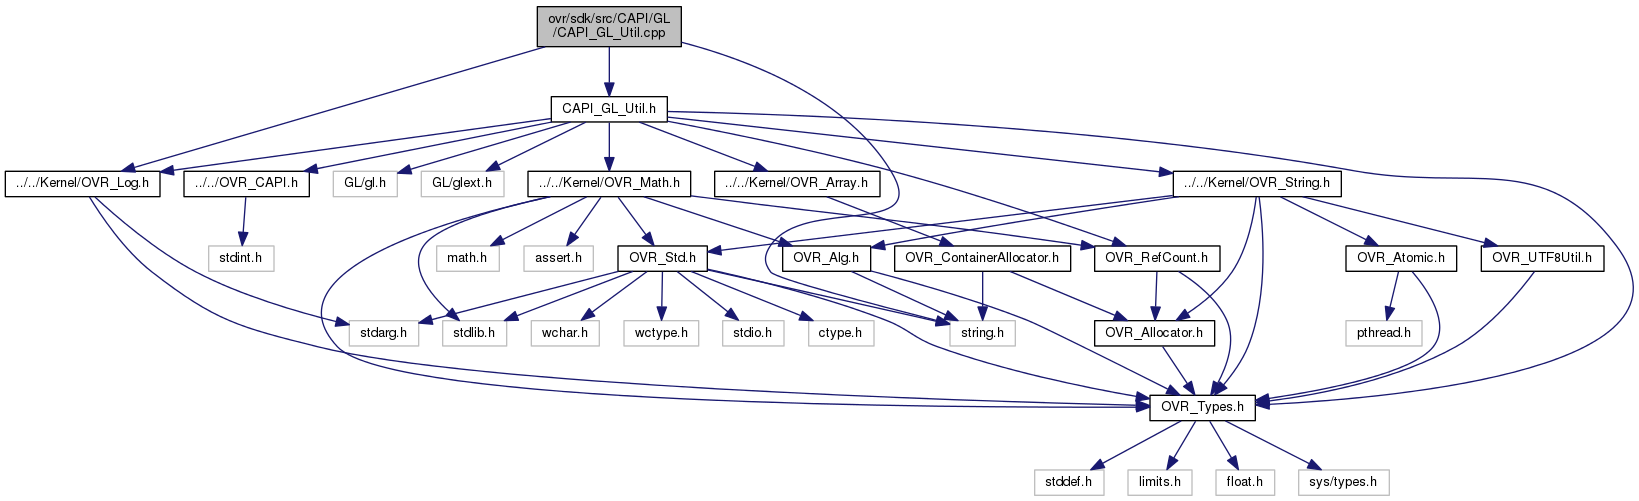 ovr/sdk/src/CAPI/GL
/CAPI_GL_Util.cpp
CAPI_GL_Util.h
../../Kernel/OVR_Log.h
../../OVR_CAPI.h
GL/gl.h
GL/glext.h
../../Kernel/OVR_Math.h
../../Kernel/OVR_Array.h
../../Kernel/OVR_String.h
stdint.h
math.h
assert.h
OVR_Std.h
OVR_Alg.h
OVR_ContainerAllocator.h
OVR_RefCount.h
OVR_Atomic.h
OVR_UTF8Util.h
stdarg.h
stdlib.h
wchar.h
wctype.h
stdio.h
ctype.h
string.h
OVR_Allocator.h
pthread.h
OVR_Types.h
stddef.h
limits.h
float.h
sys/types.h